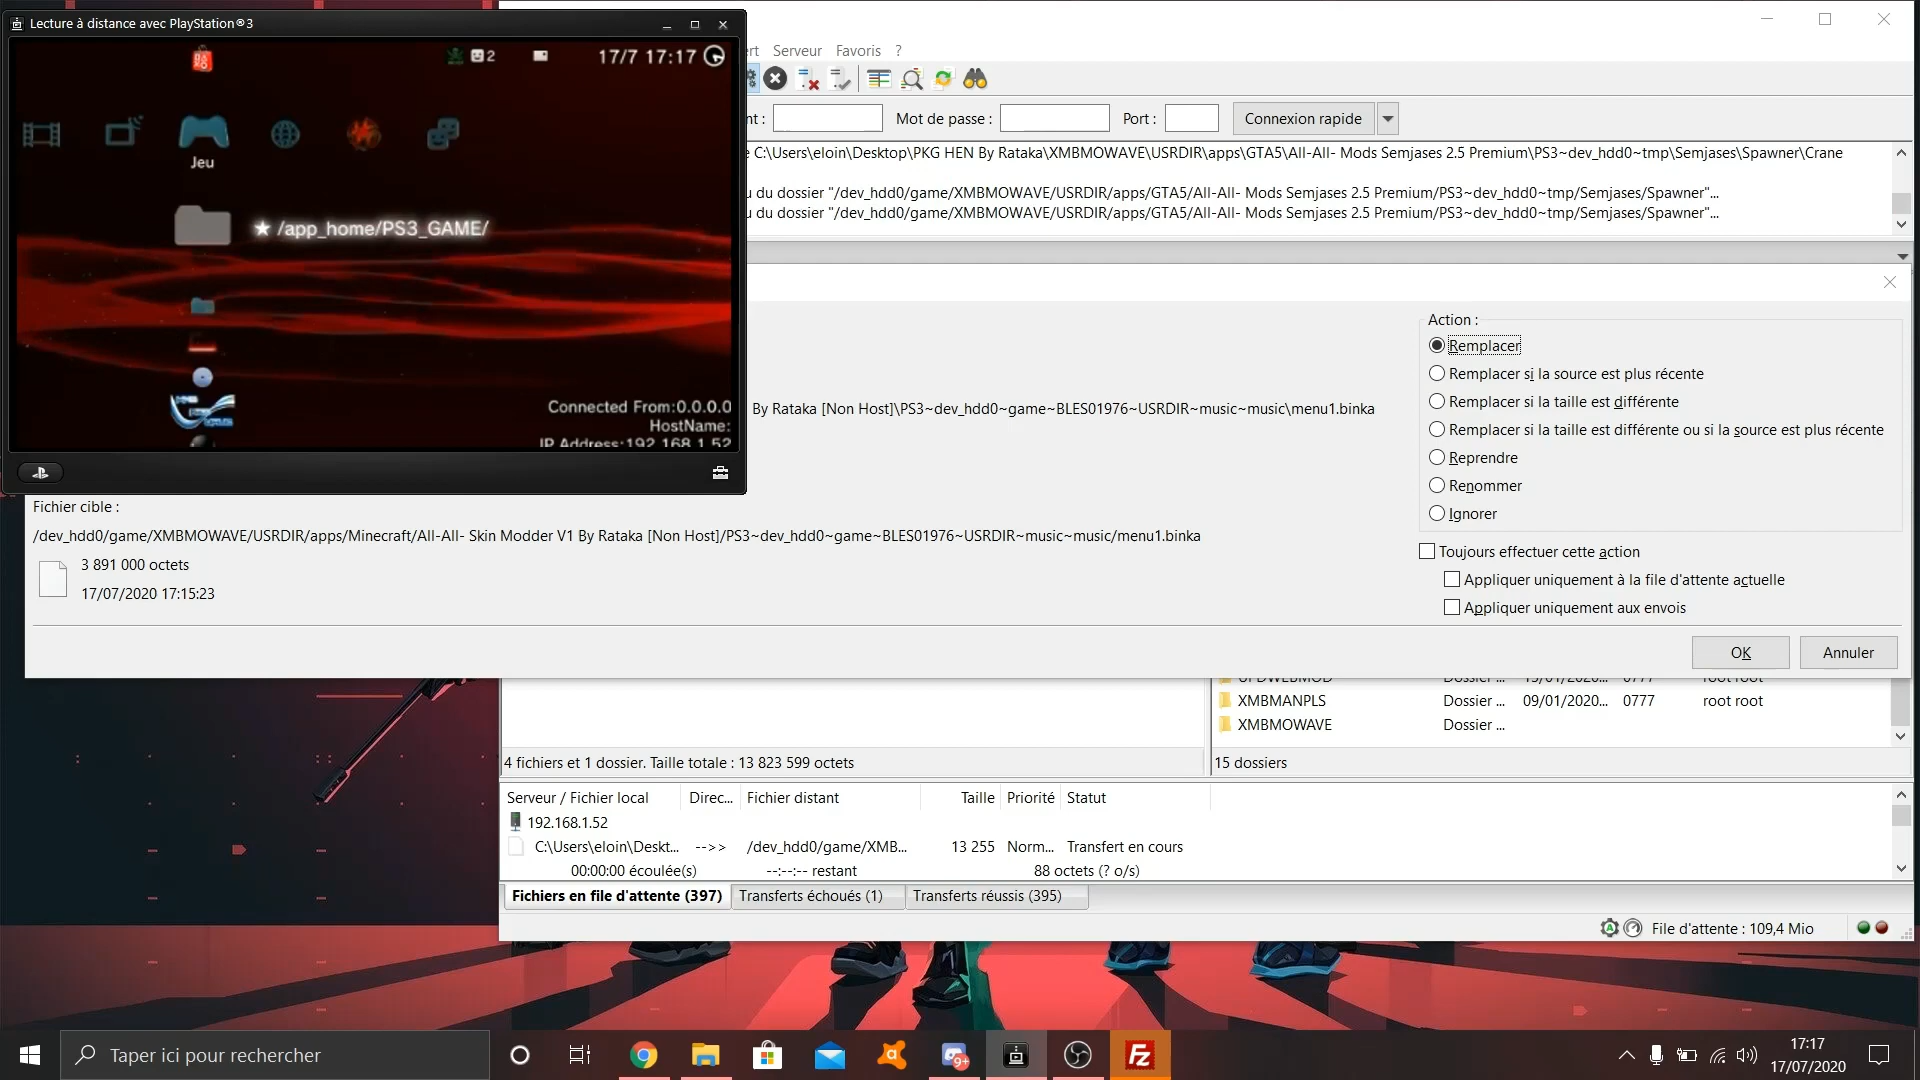 Lecture à distance avec PlayStation®3
2
17/7 17:17
Jeu
★ /app_home/PS3_GAME/
Connected From:0.0.0.0
HostName:
IP Address:192.168.1.52
Serveur Favoris ?
Mot de passe : Port : Connexion rapide
C:\Users\eloin\Desktop\PKG HEN By Rataka\XMBMOWAVE\USRDIR\apps\GTA5\All-All- Mods Semjases 2.5 Premium\PS3~dev_hdd0~tmp\Semjases\Spawner\Crane
du dossier "/dev_hdd0/game/XMBMOWAVE/USRDIR/apps/GTA5/All-All- Mods Semjases 2.5 Premium/PS3~dev_hdd0~tmp/Semjases/Spawner"...
du dossier "/dev_hdd0/game/XMBMOWAVE/USRDIR/apps/GTA5/All-All- Mods Semjases 2.5 Premium/PS3~dev_hdd0~tmp/Semjases/Spawner"...
By Rataka [Non Host]\PS3~dev_hdd0~game~BLES01976~USRDIR~music~music\menu1.binka
Fichier cible :
/dev_hdd0/game/XMBMOWAVE/USRDIR/apps/Minecraft/All-All- Skin Modder V1 By Rataka [Non Host]/PS3~dev_hdd0~game~BLES01976~USRDIR~music~music/menu1.binka
3 891 000 octets
17/07/2020 17:15:23
Action :
Remplacer
Remplacer si la source est plus récente
Remplacer si la taille est différente
Remplacer si la taille est différente ou si la source est plus récente
Reprendre
Renommer
Ignorer
Toujours effectuer cette action
Appliquer uniquement à la file d'attente actuelle
Appliquer uniquement aux envois
OK Annuler
UPDWEBMOD Dossier ... 0777 root root
XMBMANPLS Dossier ... 09/01/2020... 0777 root root
XMBMOWAVE Dossier ...
4 fichiers et 1 dossier. Taille totale : 13 823 599 octets
15 dossiers
Serveur / Fichier local Direc... Fichier distant Taille Priorité Statut
192.168.1.52
C:\Users\eloin\Deskt... -->> /dev_hdd0/game/XMB... 13 255 Norm... Transfert en cours
00:00:00 écoulée(s) --:--:-- restant 88 octets (? o/s)
Fichiers en file d'attente (397) Transferts échoués (1) Transferts réussis (395)
File d'attente : 109,4 Mio
Taper ici pour rechercher
9+
Fz
17:17
17/07/2020